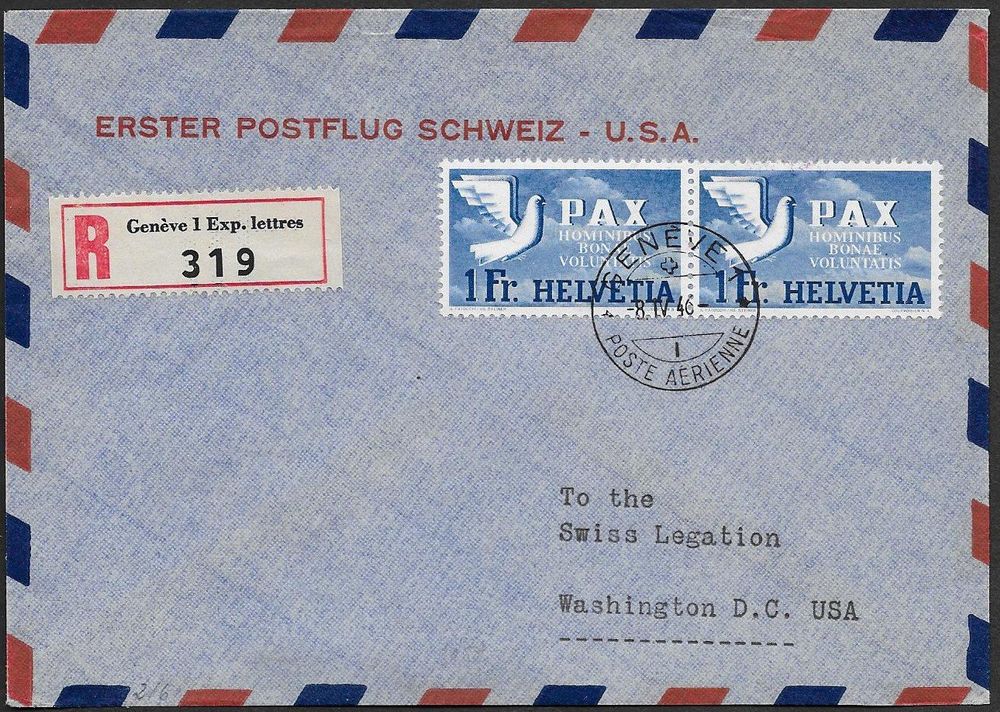 ERSTER POSTFLUG SCHWEIZ - U.S.A.
R
Genève 1 Exp. lettres
319
PAX
HOMINIBUS
BONAE
VOLUNTATIS
1 Fr. HELVETIA
PAX
HOMINIBUS
BONAE
VOLUNTATIS
1 Fr. HELVETIA
GENÈVE 1
-8.IV 46-
1
POSTE AÉRIENNE
To the
Swiss Legation
Washington D.C. USA